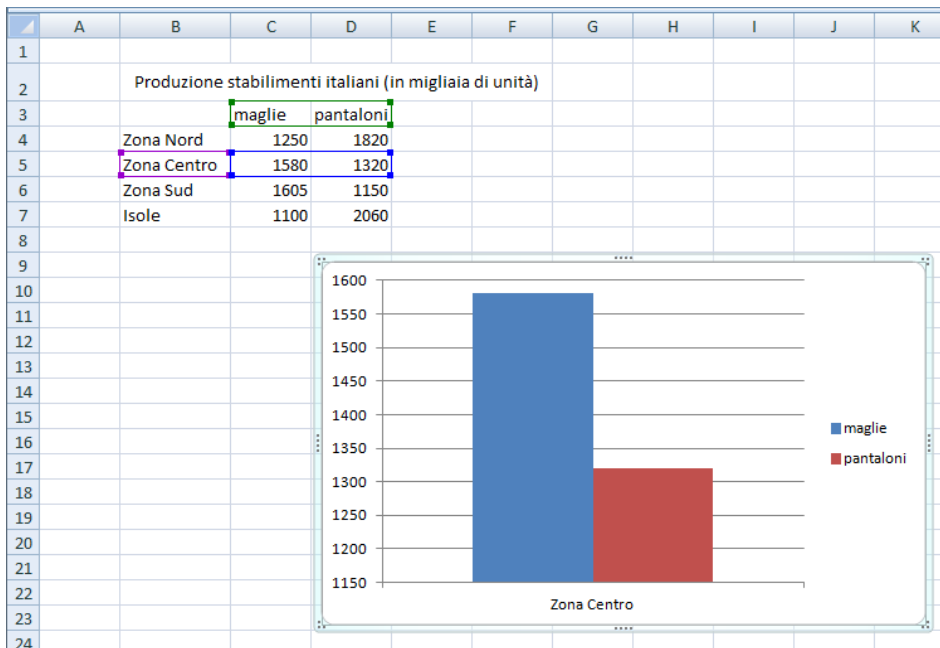 A B C D E F G H I J K
1
2 Produzione stabilimenti italiani (in migliaia di unità)
3 maglie pantaloni
4 Zona Nord 1250 1820
5 Zona Centro 1580 1320
6 Zona Sud 1605 1150
7 Isole 1100 2060
8
9
10
11
12
13
14
15
16
17
18
19
20
21
22
23
24
1600
1550
1500
1450
1400
1350
1300
1250
1200
1150
Zona Centro
maglie
pantaloni